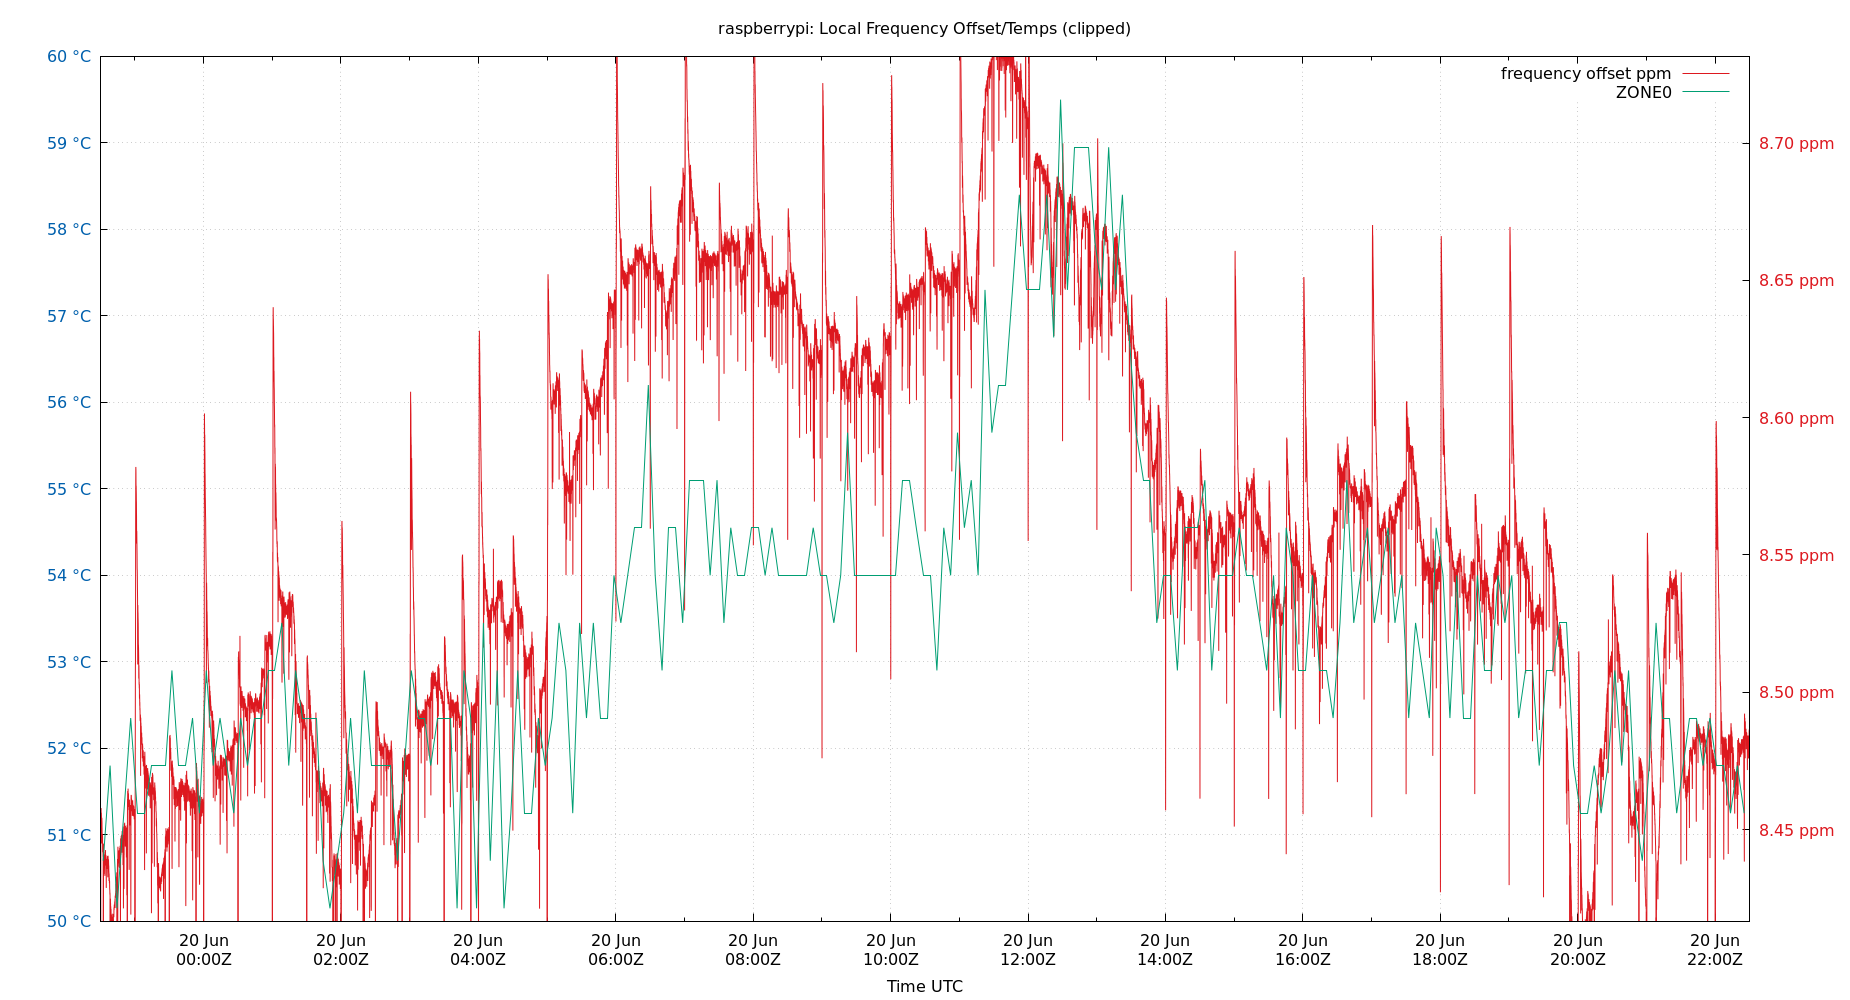 raspberrypi: Local Frequency Offset/Temps (clipped)
frequency offset ppm
ZONE0
60 °C
59 °C
58 °C
57 °C
56 °C
55 °C
54 °C
53 °C
52 °C
51 °C
50 °C
8.70 ppm
8.65 ppm
8.60 ppm
8.55 ppm
8.50 ppm
8.45 ppm
20 Jun 20 Jun 20 Jun 20 Jun 20 Jun 20 Jun 20 Jun 20 Jun 20 Jun 20 Jun 20 Jun 20 Jun
00:00Z 02:00Z 04:00Z 06:00Z 08:00Z 10:00Z 12:00Z 14:00Z 16:00Z 18:00Z 20:00Z 22:00Z
Time UTC